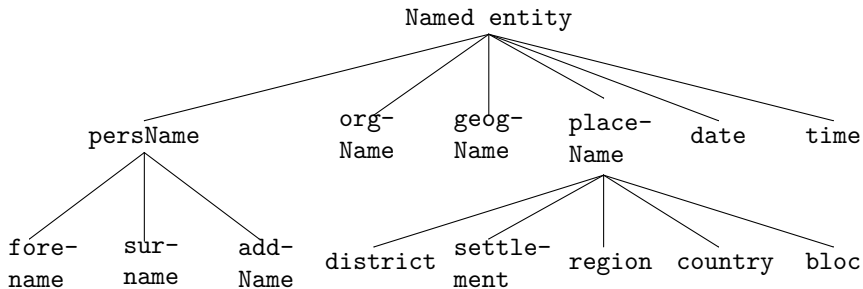 Named entity
persName
org-
Name
geog-
Name
place-
Name
date
time
fore-
name
sur-
name
add-
Name
district
settle-
ment
region
country
bloc